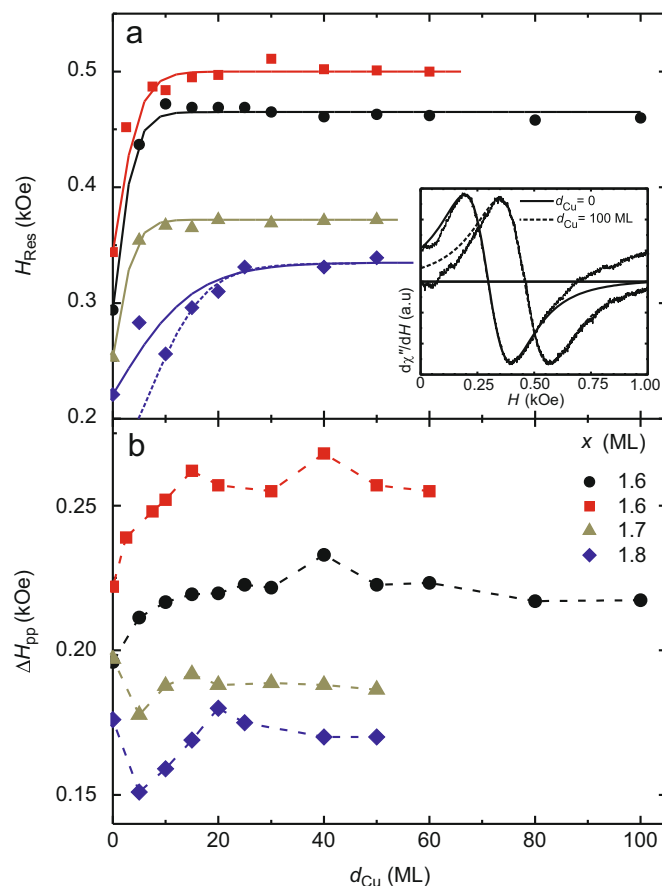 a
0.5
0.4
0.3
0.2
H_Res (kOe)
d_Cu = 0
d_Cu = 100 ML
dχ''/dH (a.u)
0 0.25 0.50 0.75 1.00
H (kOe)
b
x (ML)
1.6
1.6
1.7
1.8
0.25
0.20
0.15
ΔH_pp (kOe)
0 20 40 60 80 100
d_Cu (ML)